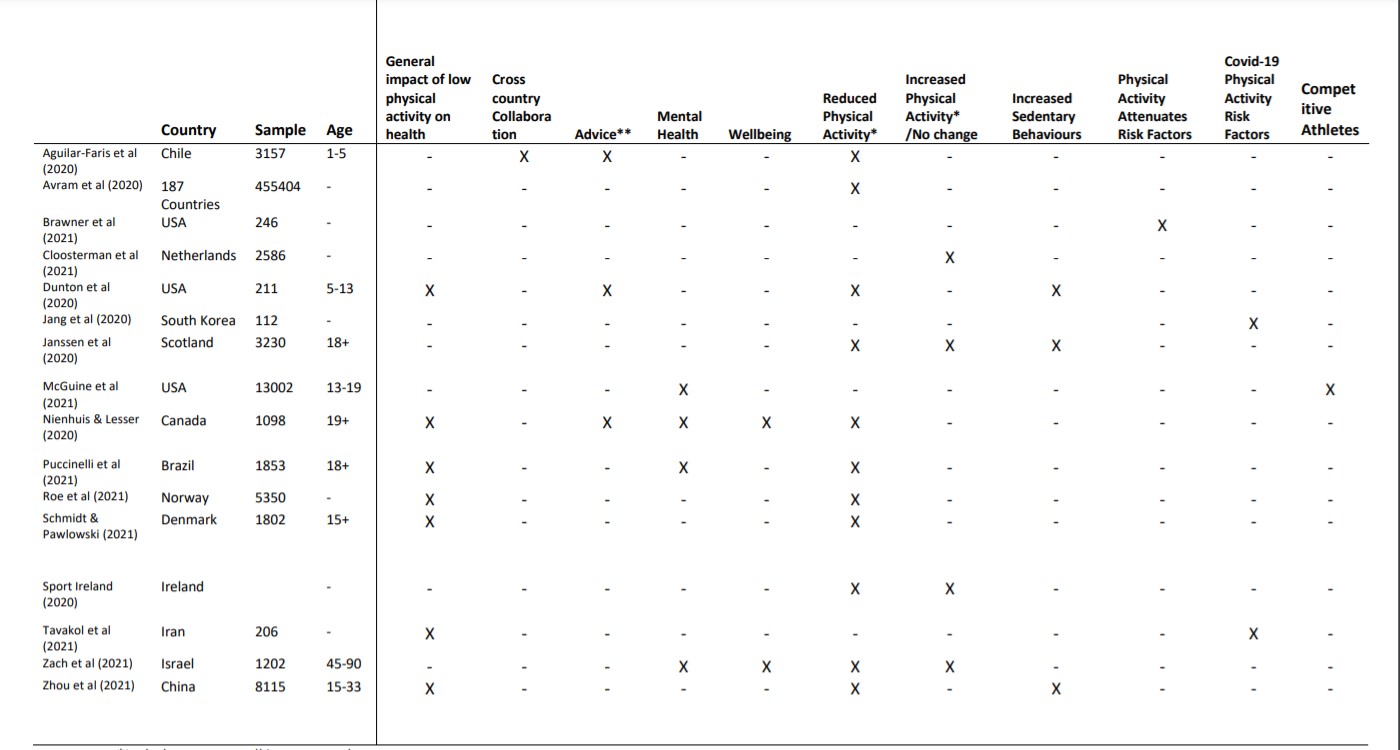 General impact of low physical activity on health | Cross country Collabora tion | Advice** | Mental Health | Wellbeing | Reduced Physical Activity* | Increased Physical Activity* /No change | Increased Sedentary Behaviours | Physical Activity Attenuates Risk Factors | Covid-19 Physical Activity Risk Factors | Compet itive Athletes
Country Sample Age
Aguilar-Faris et al (2020) Chile 3157 1-5 - X X - - X - - - - -
Avram et al (2020) 187 Countries 455404 - - - - - - X - - - - -
Brawner et al (2021) USA 246 - - - - - - - - - X - -
Cloosterman et al (2021) Netherlands 2586 - - - - - - - X - - - -
Dunton et al (2020) USA 211 5-13 X - X - - X - X - - -
Jang et al (2020) South Korea 112 - - - - - - - - - X -
Janssen et al (2020) Scotland 3230 18+ - - - - - X X X - - -
McGuine et al (2021) USA 13002 13-19 - - - X - - - - - - X
Nienhuis & Lesser (2020) Canada 1098 19+ X - X X X X - - - - -
Puccinelli et al (2021) Brazil 1853 18+ X - - X - X - - - - -
Roe et al (2021) Norway 5350 - X - - - - X - - - - -
Schmidt & Pawlowski (2021) Denmark 1802 15+ X - - - - X - - - - -
Sport Ireland (2020) Ireland - - - - - - X X - - - -
Tavakol et al (2021) Iran 206 - X - - - - - - - - X -
Zach et al (2021) Israel 1202 45-90 - - - X X X X - - - -
Zhou et al (2021) China 8115 15-33 X - - - - X - X - - -